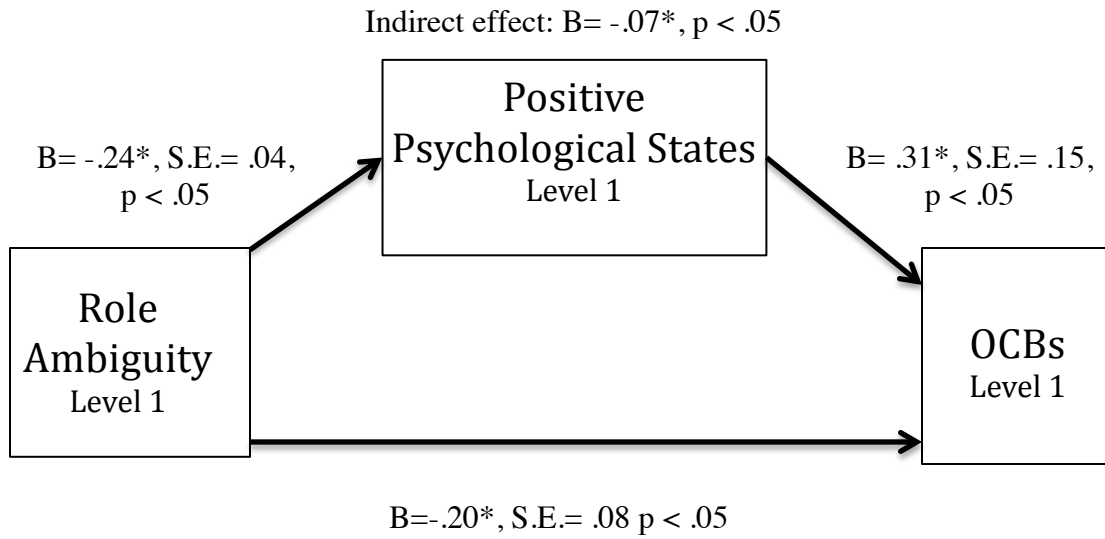 Indirect effect: B= -.07*, p < .05
Positive
Psychological States
Level 1
B= -.24*, S.E.= .04,
p < .05
B= .31*, S.E.= .15,
p < .05
Role
Ambiguity
Level 1
OCBs
Level 1
B=-.20*, S.E.= .08 p < .05